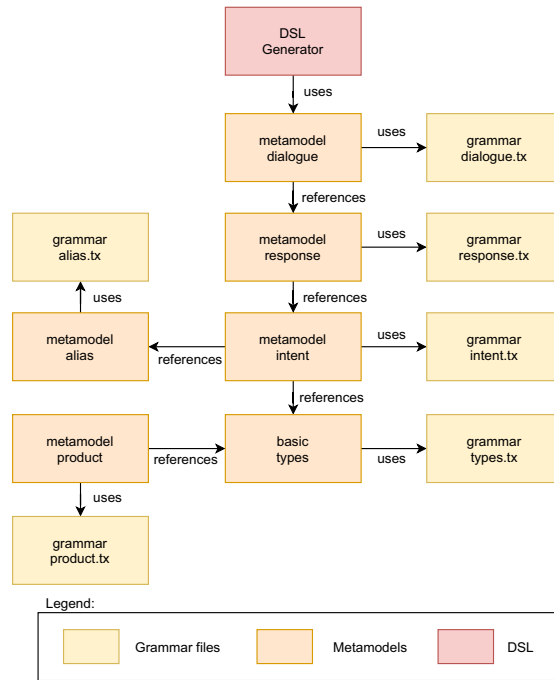 DSL
Generator
uses
metamodel
dialogue
uses
grammar
dialogue.tx
references
grammar
alias.tx
metamodel
response
uses
grammar
response.tx
uses
references
metamodel
alias
references
metamodel
intent
uses
grammar
intent.tx
references
metamodel
product
references
basic
types
uses
grammar
types.tx
uses
grammar
product.tx
Legend:
Grammar files
Metamodels
DSL